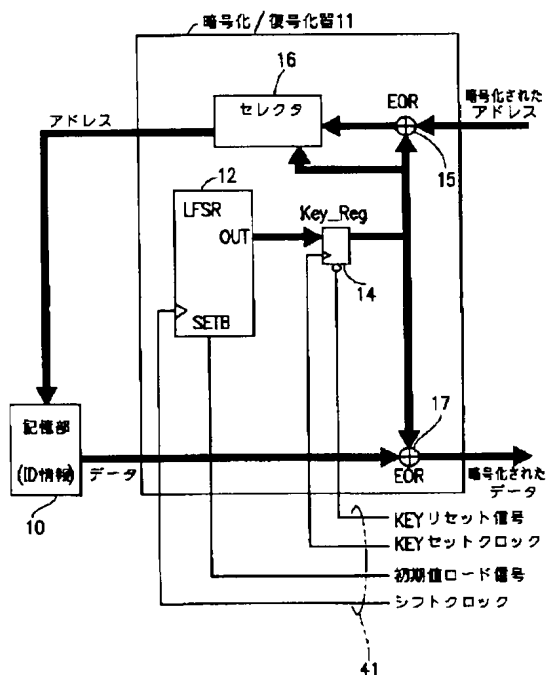 暗号化/復号化器11
16
セレクタ
EOR
暗号化された
アドレス
アドレス
15
12
LFSR
OUT
Key_Reg
14
SETB
記憶部
(ID情報)
10
データ
17
EOR
暗号化された
データ
KEYリセット信号
KEYセットクロック
初期値ロード信号
シフトクロック
41